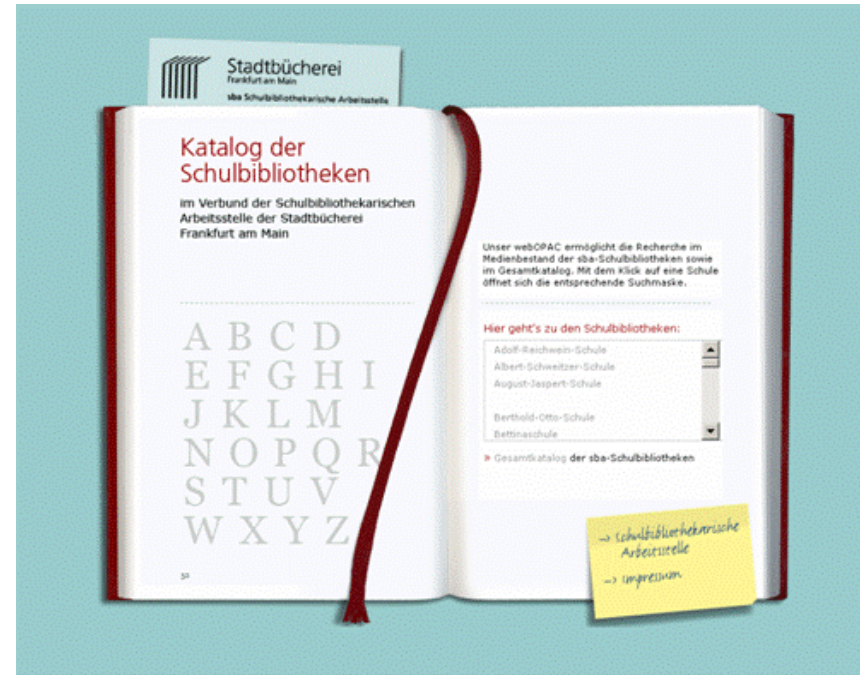 Stadtbücherei
Frankfurt am Main
sba Schulbibliothekarische Arbeitsstelle
Katalog der
Schulbibliotheken
im Verbund der Schulbibliothekarischen
Arbeitsstelle der Stadtbücherei
Frankfurt am Main
A B C D
E F G H I
J K L M
N O P Q R
S T U V
W X Y Z
Unser webOPAC ermöglicht die Recherche im
Medienbestand der sba-Schulbibliotheken sowie
im Gesamtkatalog. Mit dem Klick auf eine Schule
öffnet sich die entsprechende Suchmaske.
Hier geht's zu den Schulbibliotheken:
Adolf-Reichwein-Schule
Albert-Schweitzer-Schule
August-Jaspert-Schule
Berthold-Otto-Schule
Bettinaschule
» Gesamtkatalog der sba-Schulbibliotheken
-> Schulbibliothekarische
Arbeitsstelle
-> Impressum